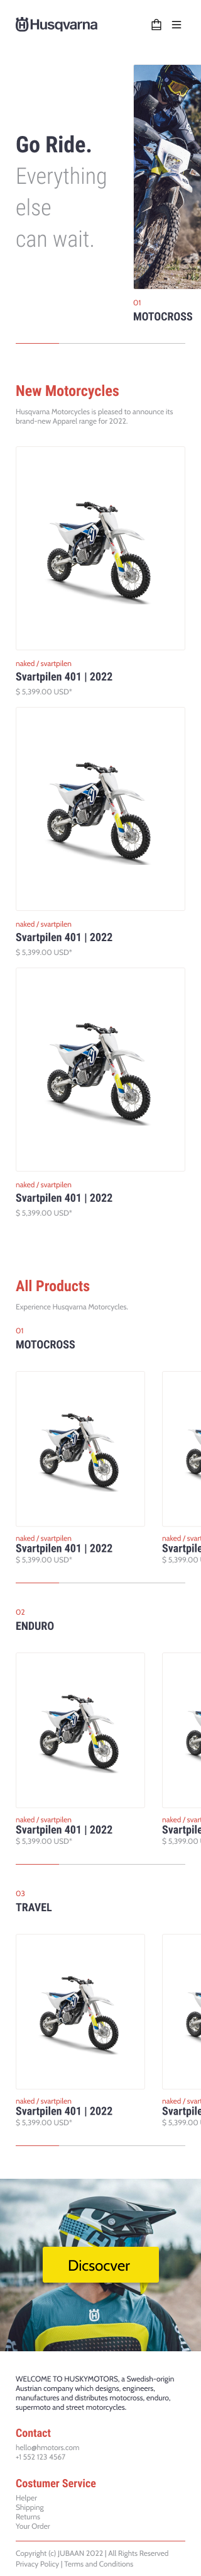 Husqvarna
Go Ride.
Everything
else
can wait.
01
MOTOCROSS
New Motorcycles
Husqvarna Motorcycles is pleased to announce its
brand-new Apparel range for 2022.
naked / svartpilen
Svartpilen 401 | 2022
$ 5,399.00 USD*
naked / svartpilen
Svartpilen 401 | 2022
$ 5,399.00 USD*
naked / svartpilen
Svartpilen 401 | 2022
$ 5,399.00 USD*
All Products
Experience Husqvarna Motorcycles.
01
MOTOCROSS
naked / svartpilen
Svartpilen 401 | 2022
$ 5,399.00 USD*
naked / svart
Svartpile
$ 5,399.00
02
ENDURO
naked / svartpilen
Svartpilen 401 | 2022
$ 5,399.00 USD*
naked / svart
Svartpile
$ 5,399.00
03
TRAVEL
naked / svartpilen
Svartpilen 401 | 2022
$ 5,399.00 USD*
naked / svart
Svartpile
$ 5,399.00
Dicsocver
WELCOME TO HUSKYMOTORS, a Swedish-origin
Austrian company which designs, engineers,
manufactures and distributes motocross, enduro,
supermoto and street motorcycles.
Contact
hello@hmotors.com
+1 552 123 4567
Costumer Service
Helper
Shipping
Returns
Your Order
Copyright (c) JUBAAN 2022 | All Rights Reserved
Privacy Policy | Terms and Conditions